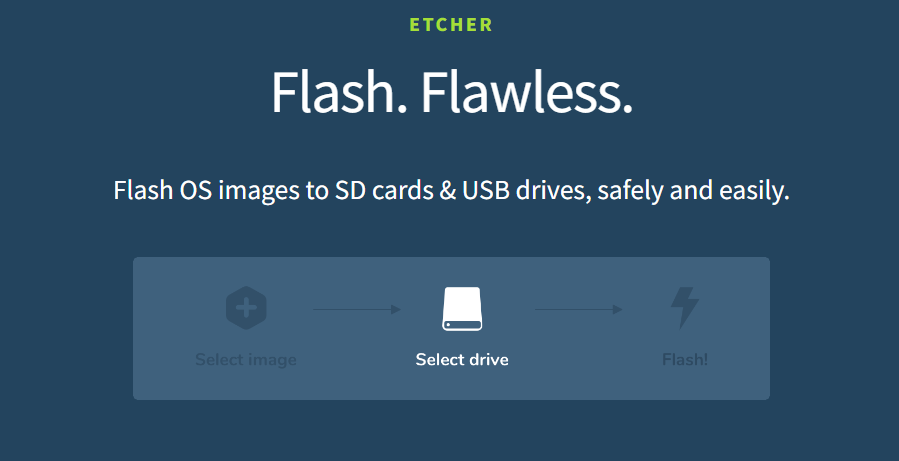 ETCHER
Flash. Flawless.
Flash OS images to SD cards & USB drives, safely and easily.
Select image
Select drive
Flash!